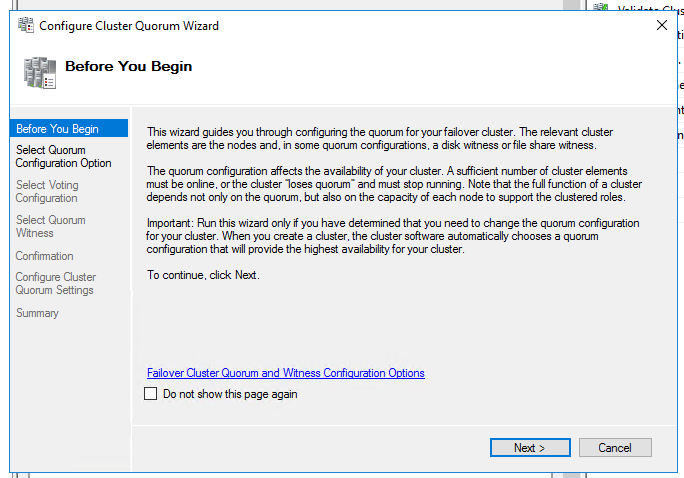 Configure Cluster Quorum Wizard
Validate Clus
Before You Begin
Before You Begin
Select Quorum
Configuration Option
Select Voting
Configuration
Select Quorum
Witness
Confirmation
Configure Cluster
Quorum Settings
Summary
This wizard guides you through configuring the quorum for your failover cluster. The relevant cluster
elements are the nodes and, in some quorum configurations, a disk witness or file share witness.
The quorum configuration affects the availability of your cluster. A sufficient number of cluster elements
must be online, or the cluster "loses quorum" and must stop running. Note that the full function of a cluster
depends not only on the quorum, but also on the capacity of each node to support the clustered roles.
Important: Run this wizard only if you have determined that you need to change the quorum configuration
for your cluster. When you create a cluster, the cluster software automatically chooses a quorum
configuration that will provide the highest availability for your cluster.
To continue, click Next.
Failover Cluster Quorum and Witness Configuration Options
Do not show this page again
Next >
Cancel